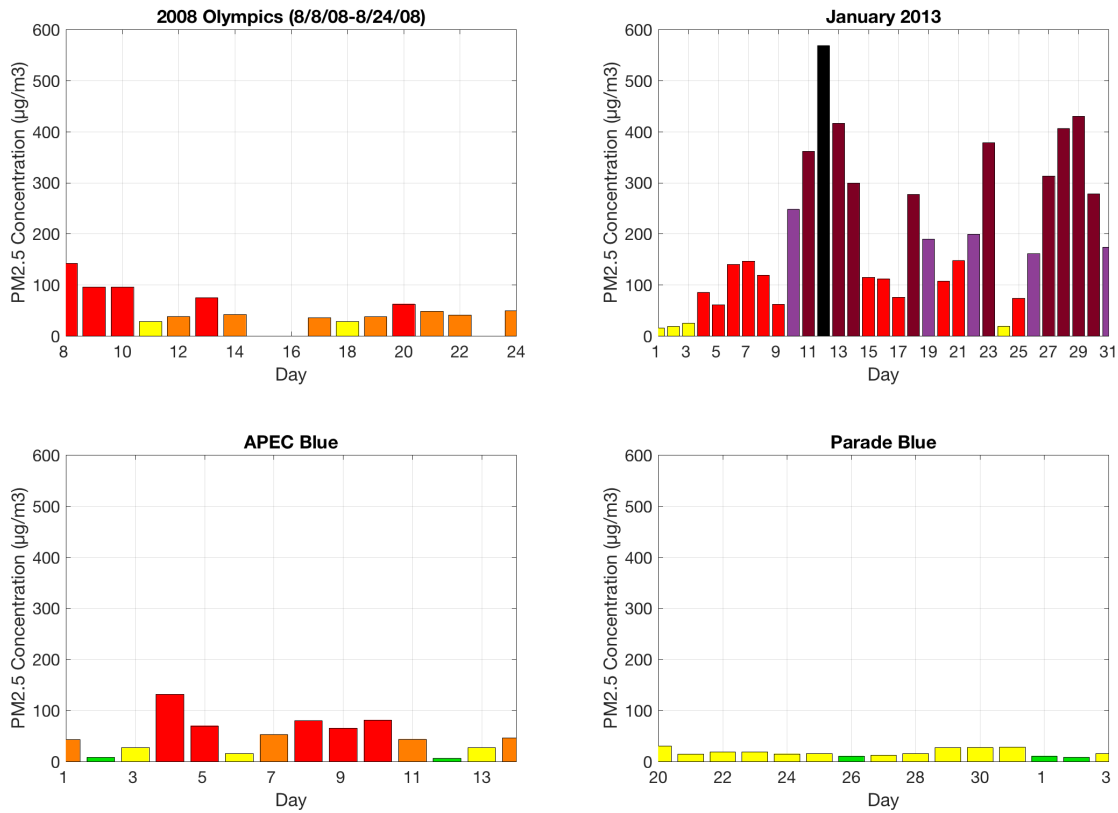 2008 Olympics (8/8/08-8/24/08)
PM2.5 Concentration (µg/m3)
600
500
400
300
200
100
0
8 10 12 14 16 18 20 22 24
Day
January 2013
PM2.5 Concentration (µg/m3)
600
500
400
300
200
100
0
1 3 5 7 9 11 13 15 17 19 21 23 25 27 29 31
Day
APEC Blue
PM2.5 Concentration (µg/m3)
600
500
400
300
200
100
0
1 3 5 7 9 11 13
Day
Parade Blue
PM2.5 Concentration (µg/m3)
600
500
400
300
200
100
0
20 22 24 26 28 30 1 3
Day